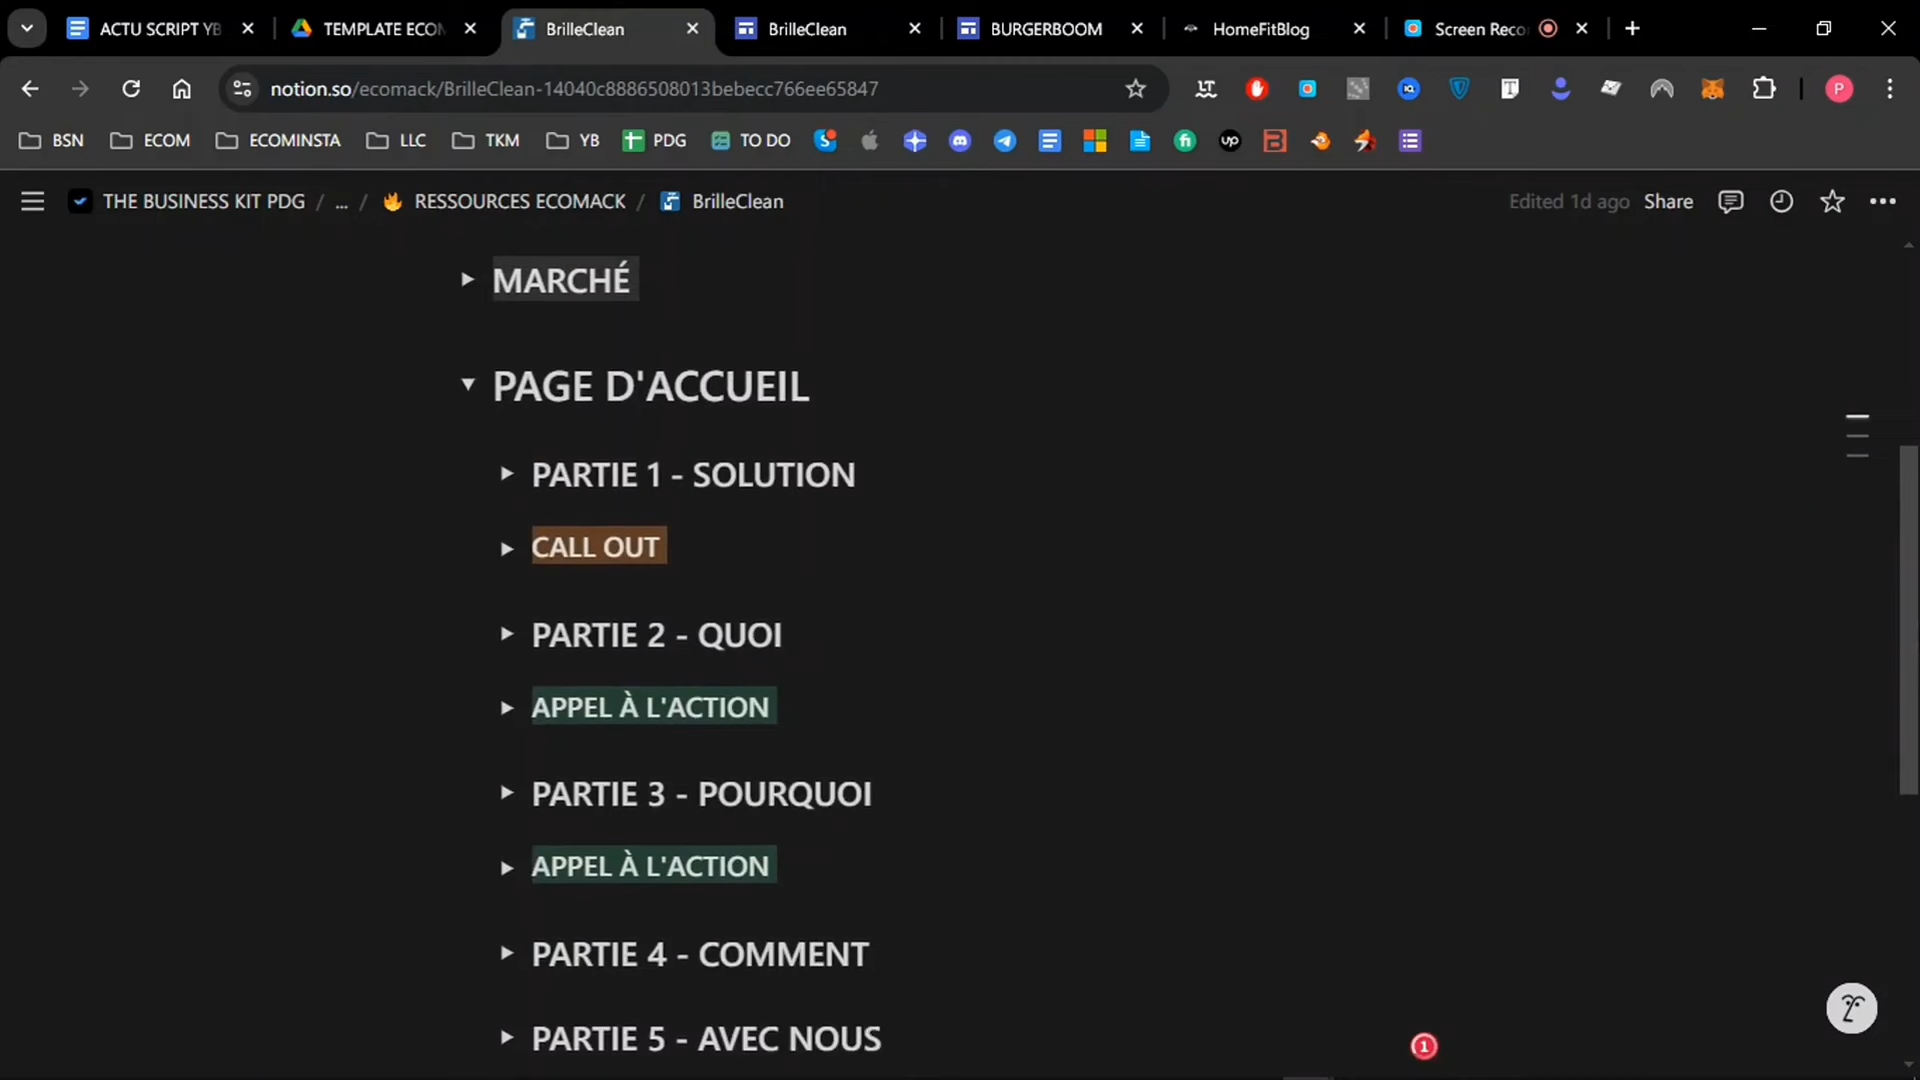 ACTU SCRIPT YB
TEMPLATE ECOM
BrilleClean
BrilleClean
BURGERBOOM
HomeFitBlog
Screen Reco
notion.so/ecomack/BrilleClean-14040c8886508013bebecc766ee65847
P
BSN
ECOM
ECOMINSTA
LLC
TKM
YB
PDG
TO DO
up
THE BUSINESS KIT PDG / ... / RESSOURCES ECOMACK / BrilleClean
Edited 1d ago
Share
MARCHÉ
PAGE D'ACCUEIL
PARTIE 1 - SOLUTION
CALL OUT
PARTIE 2 - QUOI
APPEL À L'ACTION
PARTIE 3 - POURQUOI
APPEL À L'ACTION
PARTIE 4 - COMMENT
PARTIE 5 - AVEC NOUS
1